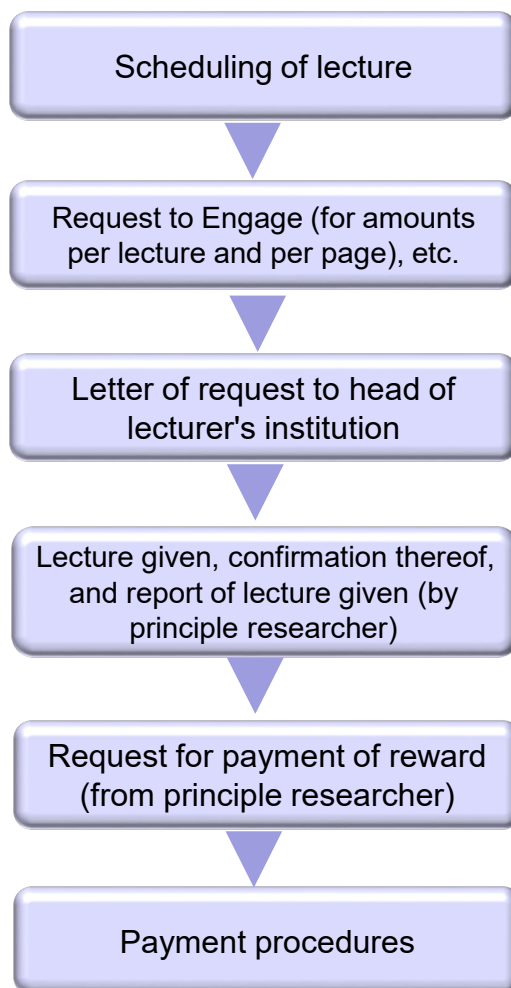 Scheduling of lecture
Request to Engage (for amounts
per lecture and per page), etc.
Letter of request to head of
lecturer's institution
Lecture given, confirmation thereof,
and report of lecture given (by
principle researcher)
Request for payment of reward
(from principle researcher)
Payment procedures